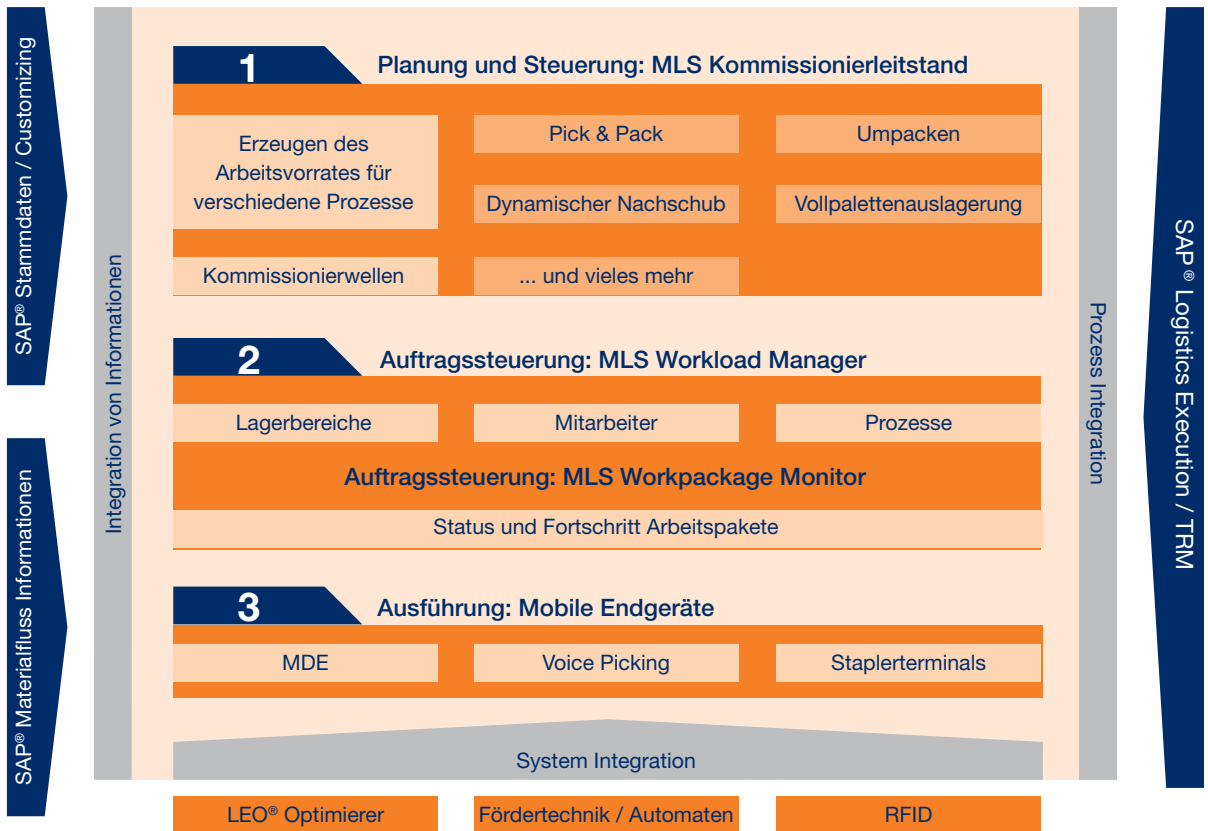 SAP® Stammdaten / Customizing
SAP® Materialfluss Informationen
Integration von Informationen
1
Planung und Steuerung: MLS Kommissionierleitstand
Erzeugen des
Arbeitsvorrates für
verschiedene Prozesse
Pick & Pack
Umpacken
Dynamischer Nachschub
Vollpalettenauslagerung
Kommissionierwellen
... und vieles mehr
2
Auftragssteuerung: MLS Workload Manager
Lagerbereiche
Mitarbeiter
Prozesse
Auftragssteuerung: MLS Workpackage Monitor
Status und Fortschritt Arbeitspakete
3
Ausführung: Mobile Endgeräte
MDE
Voice Picking
Staplerterminals
System Integration
LEO® Optimierer
Fördertechnik / Automaten
RFID
Prozess Integration
SAP® Logistics Execution / TRM